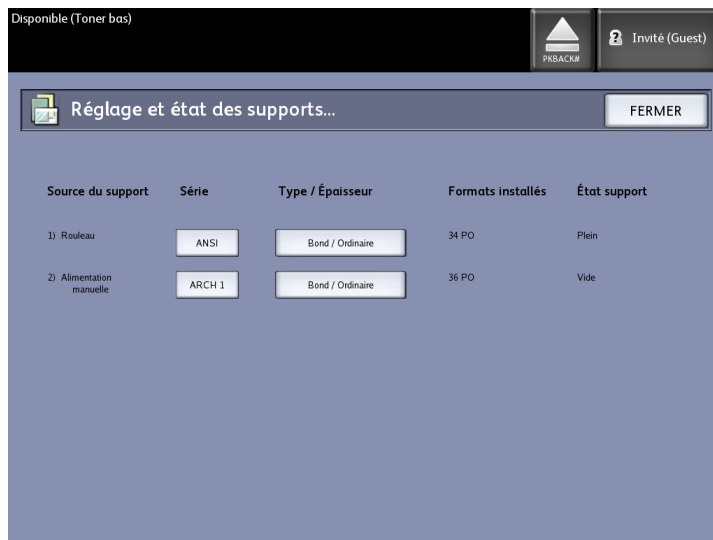 Disponible (Toner bas)
PKBACK#
Invité (Guest)
Réglage et état des supports...
FERMER
Source du support Série Type / Épaisseur Formats installés État support
1) Rouleau ANSI Bond / Ordinaire 34 PO Plein
2) Alimentation manuelle ARCH 1 Bond / Ordinaire 36 PO Vide